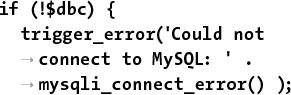 if (!$dbc) {
trigger_error('Could not
→ connect to MySQL: ' .
→ mysqli_connect_error() );